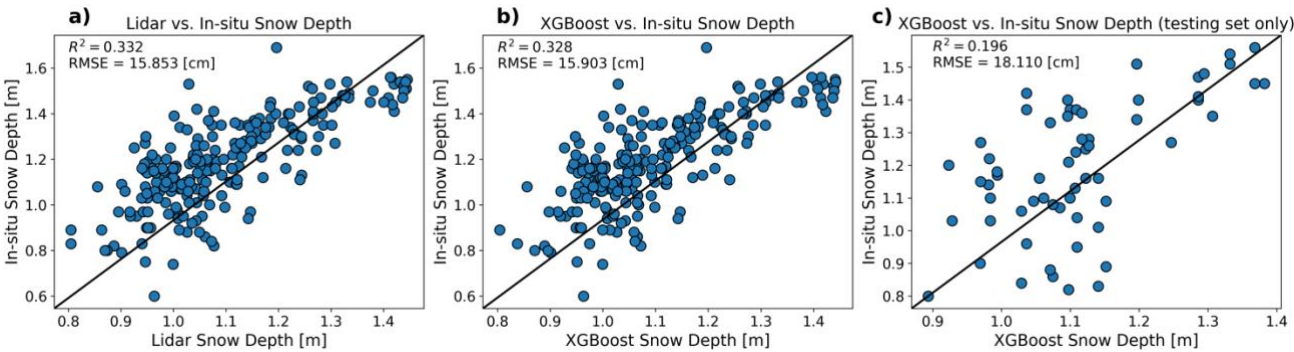 a)
Lidar vs. In-situ Snow Depth
R² = 0.332
RMSE = 15.853 [cm]
In-situ Snow Depth [m]
1.6
1.4
1.2
1.0
0.8
0.6
0.8 0.9 1.0 1.1 1.2 1.3 1.4
Lidar Snow Depth [m]
b)
XGBoost vs. In-situ Snow Depth
R² = 0.328
RMSE = 15.903 [cm]
In-situ Snow Depth [m]
1.6
1.4
1.2
1.0
0.8
0.6
0.8 0.9 1.0 1.1 1.2 1.3 1.4
XGBoost Snow Depth [m]
c)
XGBoost vs. In-situ Snow Depth (testing set only)
R² = 0.196
RMSE = 18.110 [cm]
In-situ Snow Depth [m]
1.5
1.4
1.3
1.2
1.1
1.0
0.9
0.8
0.9 1.0 1.1 1.2 1.3 1.4
XGBoost Snow Depth [m]